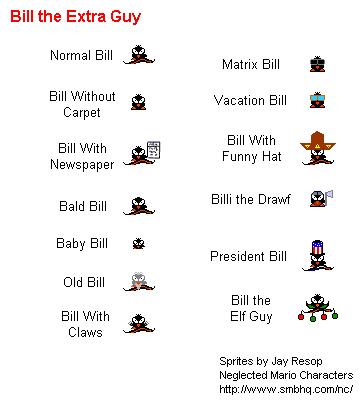 Bill the Extra Guy
Normal Bill
Bill Without
Carpet
Bill With
Newspaper
Bald Bill
Baby Bill
Old Bill
Bill With
Claws
Matrix Bill
Vacation Bill
Bill With
Funny Hat
Billi the Drawf
President Bill
Bill the
Elf Guy
Sprites by Jay Resop
Neglected Mario Characters
http://www.smbhq.com/nc/